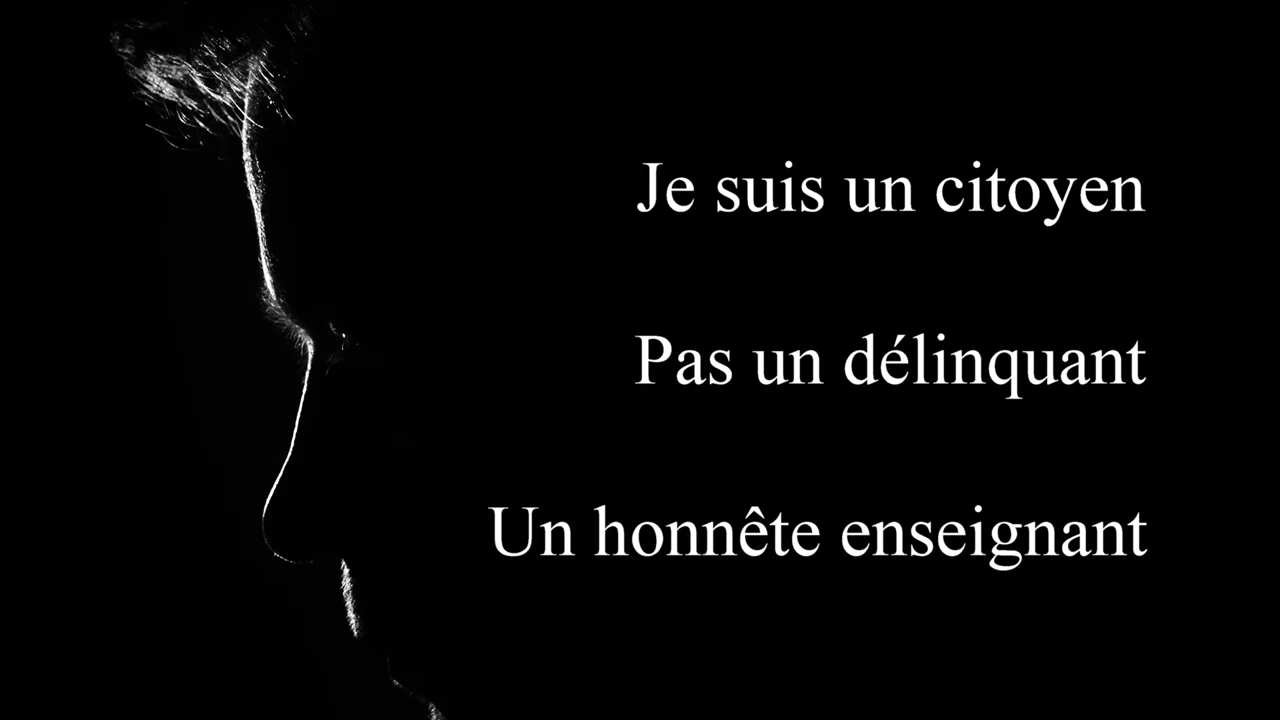 Je suis un citoyen
Pas un délinquant
Un honnête enseignant